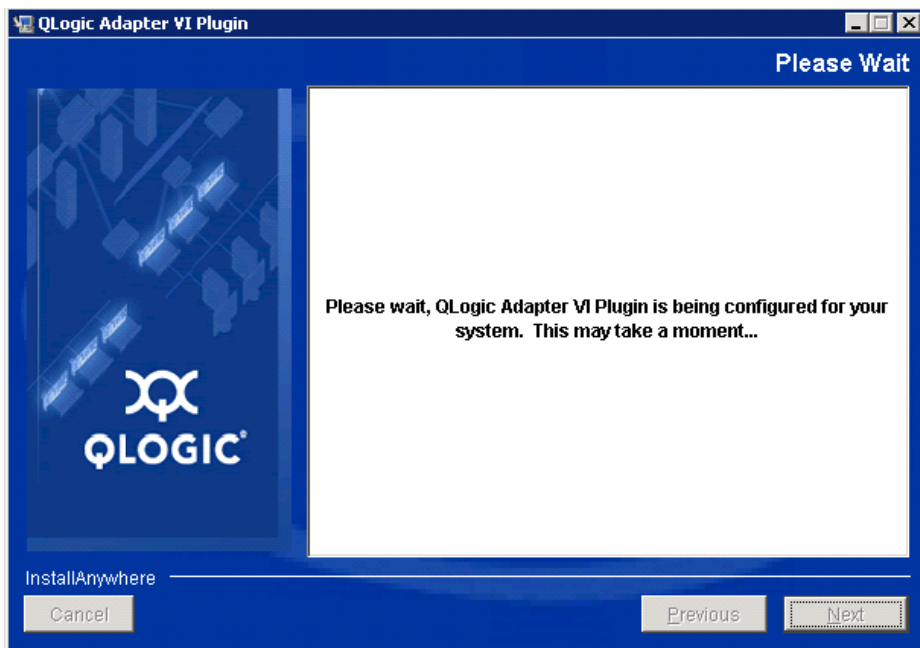 QLogic Adapter VI Plugin
Please Wait
Please wait, QLogic Adapter VI Plugin is being configured for your
system. This may take a moment...
QLOGIC
InstallAnywhere
Cancel
Previous
Next